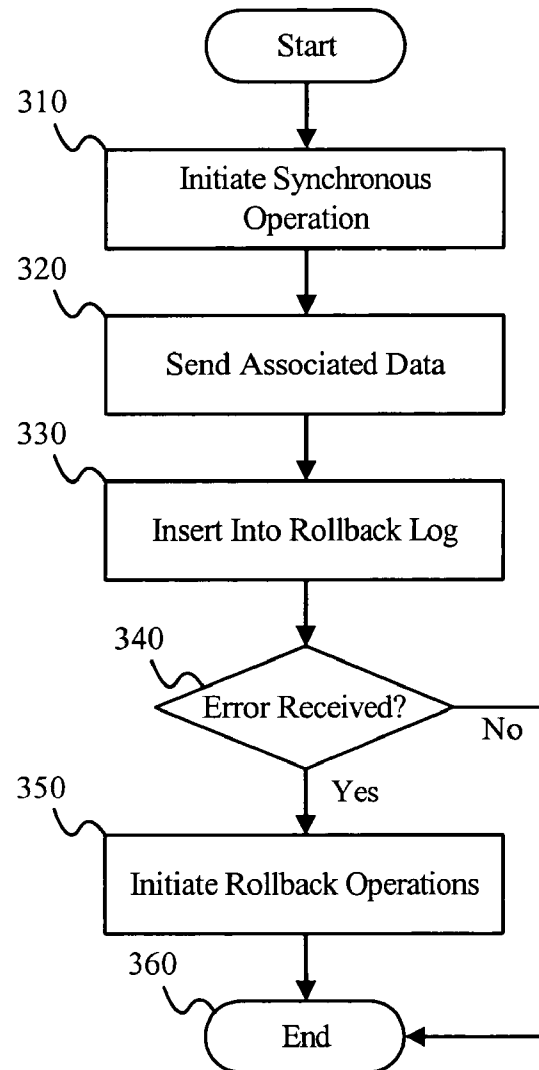 Start
310
Initiate Synchronous
Operation
320
Send Associated Data
330
Insert Into Rollback Log
340
Error Received?
No
Yes
350
Initiate Rollback Operations
360
End